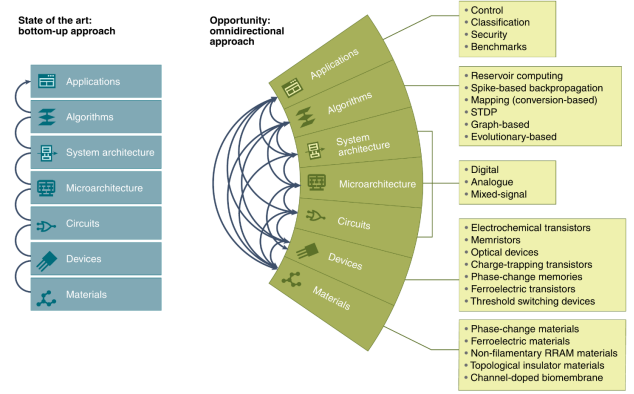 State of the art:
bottom-up approach
Applications
Algorithms
System architecture
Microarchitecture
Circuits
Devices
Materials
Opportunity:
omnidirectional
approach
Applications
Algorithms
System
architecture
Microarchitecture
Circuits
Devices
Materials
• Control
• Classification
• Security
• Benchmarks
• Reservoir computing
• Spike-based backpropagation
• Mapping (conversion-based)
• STDP
• Graph-based
• Evolutionary-based
• Digital
• Analogue
• Mixed-signal
• Electrochemical transistors
• Memristors
• Optical devices
• Charge-trapping transistors
• Phase-change memories
• Ferroelectric transistors
• Threshold switching devices
• Phase-change materials
• Ferroelectric materials
• Non-filamentary RRAM materials
• Topological insulator materials
• Channel-doped biomembrane